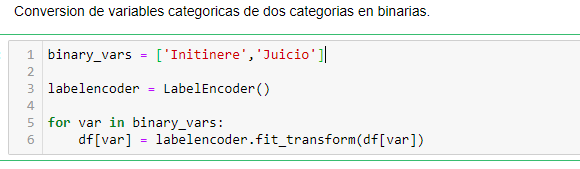 Conversion de variables categoricas de dos categorias en binarias.
1 binary_vars = ['Initinere','Juicio']
2
3 labelencoder = LabelEncoder()
4
5 for var in binary_vars:
6     df[var] = labelencoder.fit_transform(df[var])